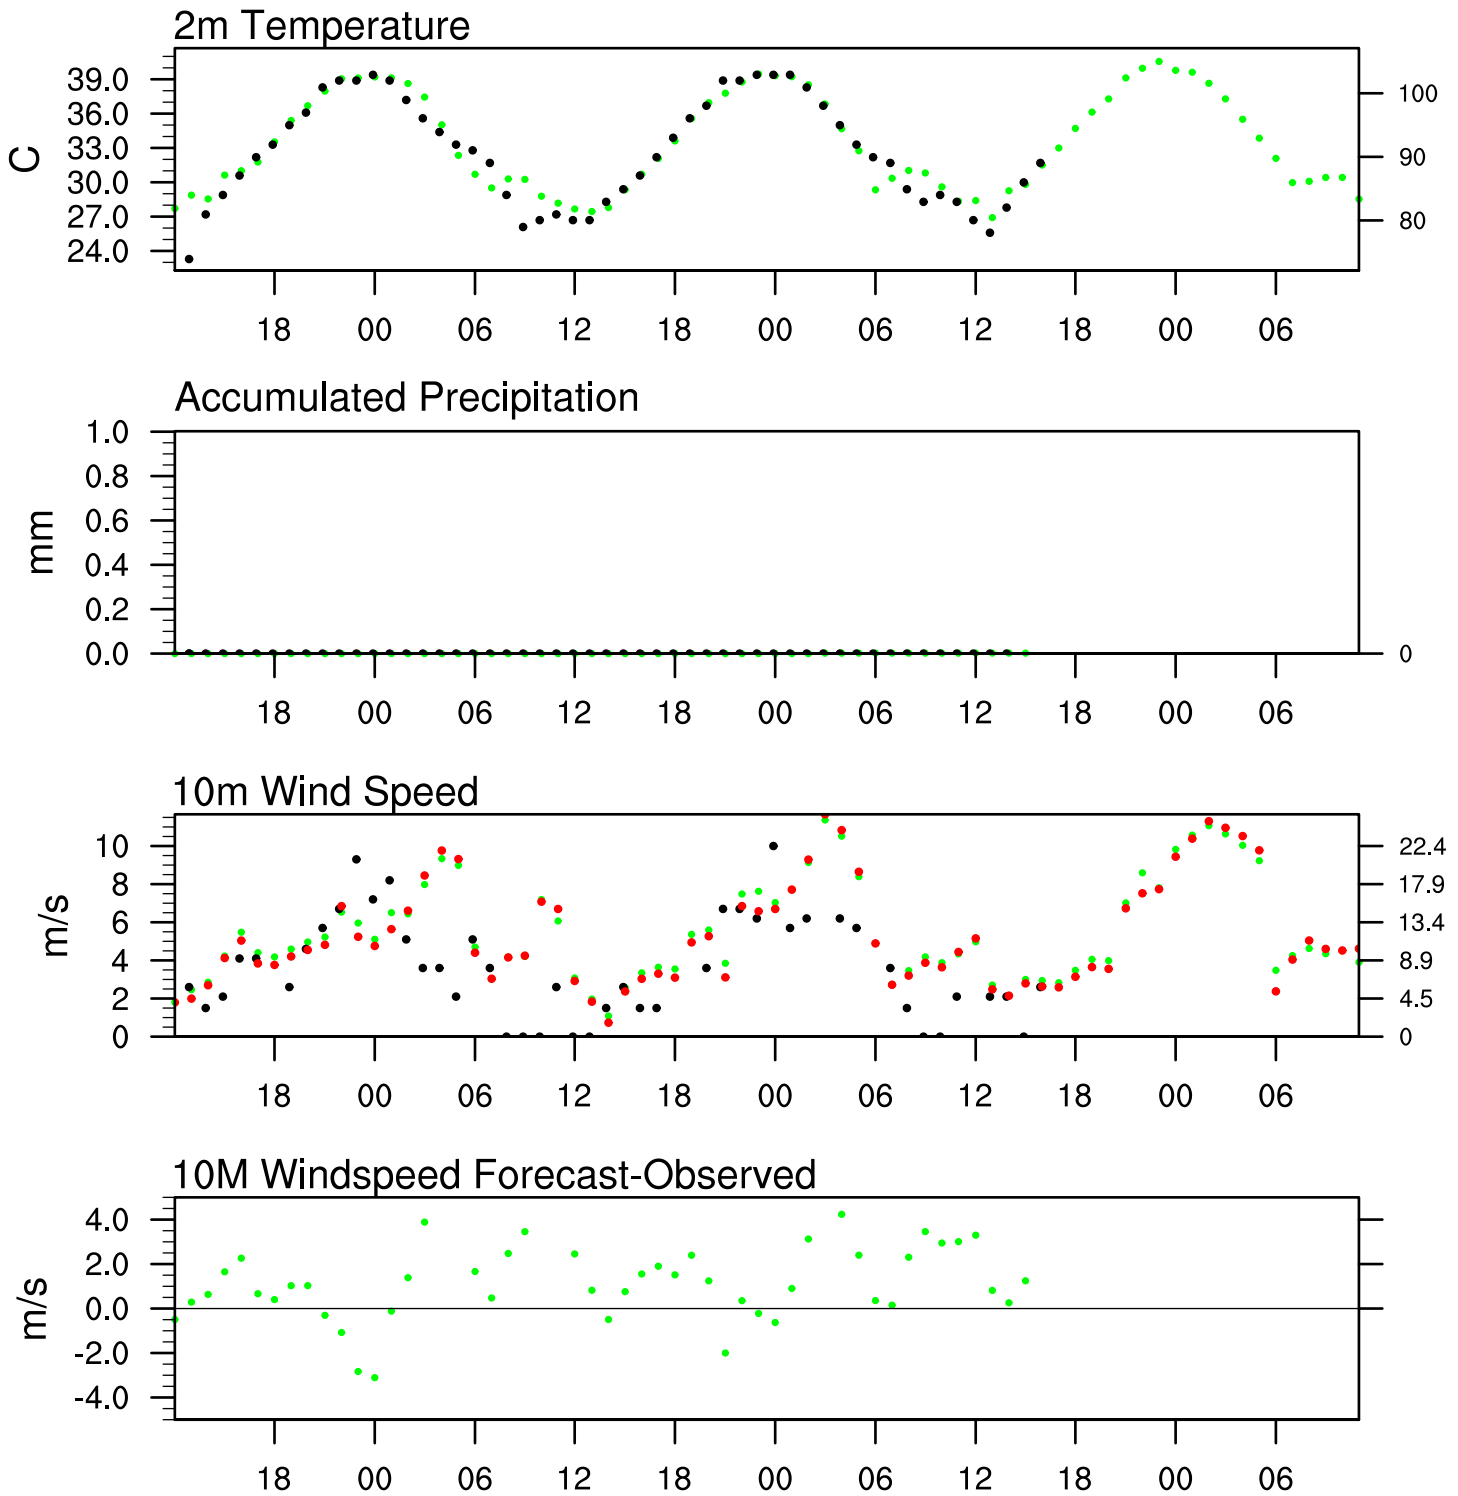 2m Temperature
39.0
36.0
33.0
30.0
27.0
24.0
C
100
90
80
18 00 06 12 18 00 06 12 18 00 06
Accumulated Precipitation
1.0
0.8
0.6
0.4
0.2
0.0
mm
0
18 00 06 12 18 00 06 12 18 00 06
10m Wind Speed
10
8
6
4
2
0
m/s
22.4
17.9
13.4
8.9
4.5
0
18 00 06 12 18 00 06 12 18 00 06
10M Windspeed Forecast-Observed
4.0
2.0
0.0
-2.0
-4.0
m/s
18 00 06 12 18 00 06 12 18 00 06